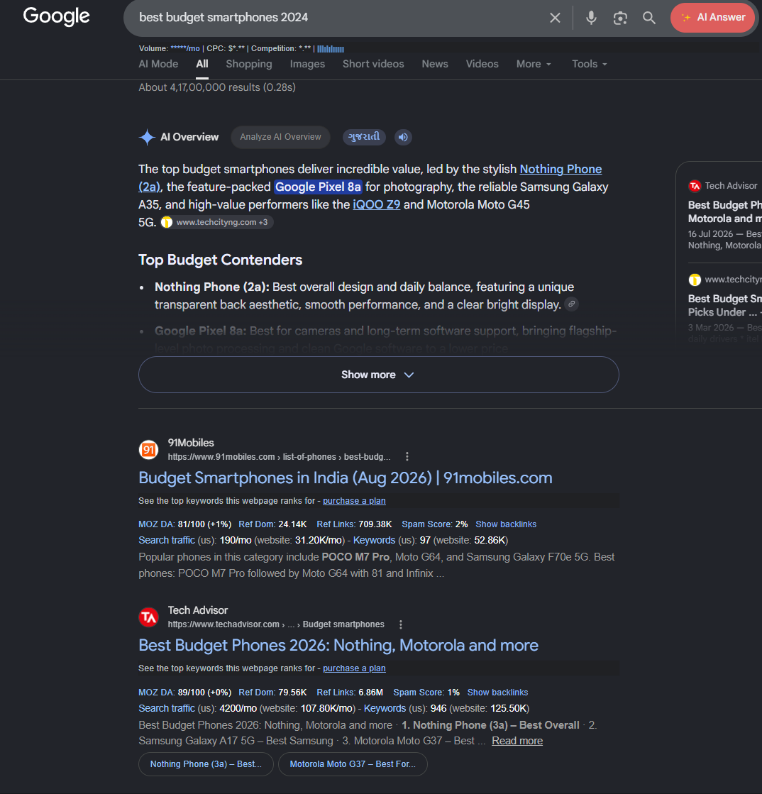 Google
best budget smartphones 2024
AI Answer
Volume: *****/mo | CPC: $*.** | Competition: *.** |
AI Mode All Shopping Images Short videos News Videos More Tools
About 4,17,00,000 results (0.28s)
AI Overview Analyze AI Overview ગુજરાતી
The top budget smartphones deliver incredible value, led by the stylish Nothing Phone
(2a), the feature-packed Google Pixel 8a for photography, the reliable Samsung Galaxy
A35, and high-value performers like the iQOO Z9 and Motorola Moto G45
5G. www.techcityng.com +3
Top Budget Contenders
• Nothing Phone (2a): Best overall design and daily balance, featuring a unique
transparent back aesthetic, smooth performance, and a clear bright display.
• Google Pixel 8a: Best for cameras and long-term software support, bringing flagship-
level photo processing and clean Google software to a lower price.
Show more
Tech Advisor
Best Budget Ph
Motorola and m
16 Jul 2026 — Bes
Nothing, Motorola
www.techcityn
Best Budget Sm
Picks Under ... -
3 Mar 2026 — Bes
91Mobiles
https://www.91mobiles.com › list-of-phones › best-budg...
Budget Smartphones in India (Aug 2026) | 91mobiles.com
See the top keywords this webpage ranks for - purchase a plan
MOZ DA: 81/100 (+1%) Ref Dom: 24.14K Ref Links: 709.38K Spam Score: 2% Show backlinks
Search traffic (us): 190/mo (website: 31.20K/mo) - Keywords (us): 97 (website: 52.86K)
Popular phones in this category include POCO M7 Pro, Moto G64, and Samsung Galaxy F70e 5G. Best
phones: POCO M7 Pro followed by Moto G64 with 81 and Infinix ...
Tech Advisor
https://www.techadvisor.com › ... › Budget smartphones
Best Budget Phones 2026: Nothing, Motorola and more
See the top keywords this webpage ranks for - purchase a plan
MOZ DA: 89/100 (+0%) Ref Dom: 79.56K Ref Links: 6.86M Spam Score: 1% Show backlinks
Search traffic (us): 4200/mo (website: 107.80K/mo) - Keywords (us): 946 (website: 125.50K)
Best Budget Phones 2026: Nothing, Motorola and more · 1. Nothing Phone (3a) – Best Overall · 2.
Samsung Galaxy A17 5G – Best Samsung · 3. Motorola Moto G37 – Best ... Read more
Nothing Phone (3a) – Best... Motorola Moto G37 – Best For...